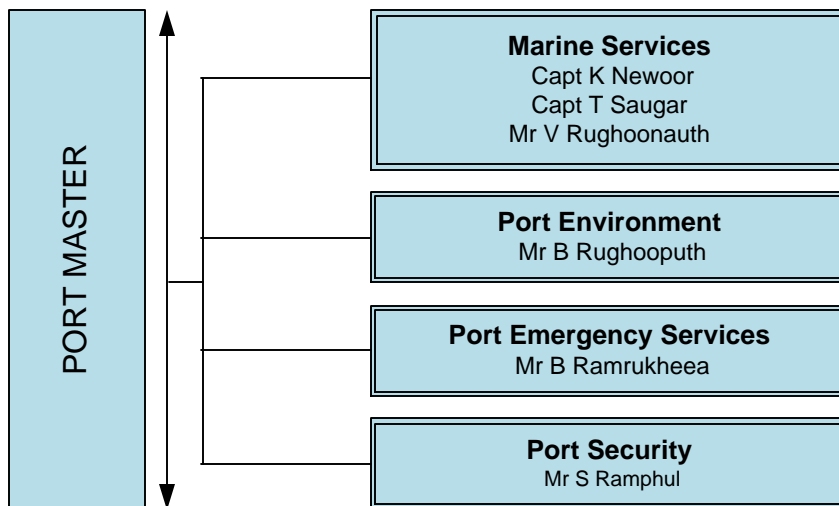 PORT MASTER
Marine Services
Capt K Newoor
Capt T Saugar
Mr V Rughoonauth
Port Environment
Mr B Rughooputh
Port Emergency Services
Mr B Ramrukheea
Port Security
Mr S Ramphul